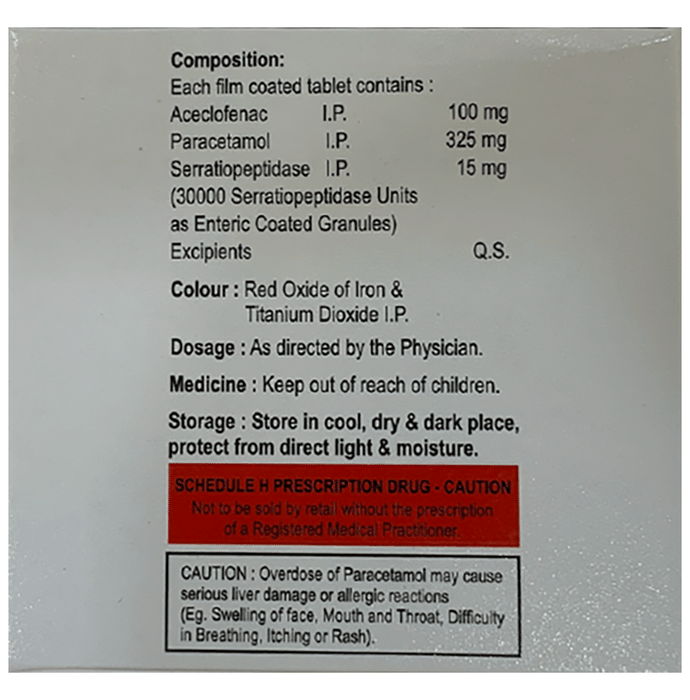 Composition:
Each film coated tablet contains :
Aceclofenac I.P. 100 mg
Paracetamol I.P. 325 mg
Serratiopeptidase I.P. 15 mg
(30000 Serratiopeptidase Units
as Enteric Coated Granules)
Excipients Q.S.
Colour : Red Oxide of Iron &
Titanium Dioxide I.P.
Dosage : As directed by the Physician.
Medicine : Keep out of reach of children.
Storage : Store in cool, dry & dark place,
protect from direct light & moisture.
SCHEDULE H PRESCRIPTION DRUG - CAUTION
Not to be sold by retail without the prescription
of a Registered Medical Practitioner.
CAUTION : Overdose of Paracetamol may cause
serious liver damage or allergic reactions
(Eg. Swelling of face, Mouth and Throat, Difficulty
in Breathing, Itching or Rash).